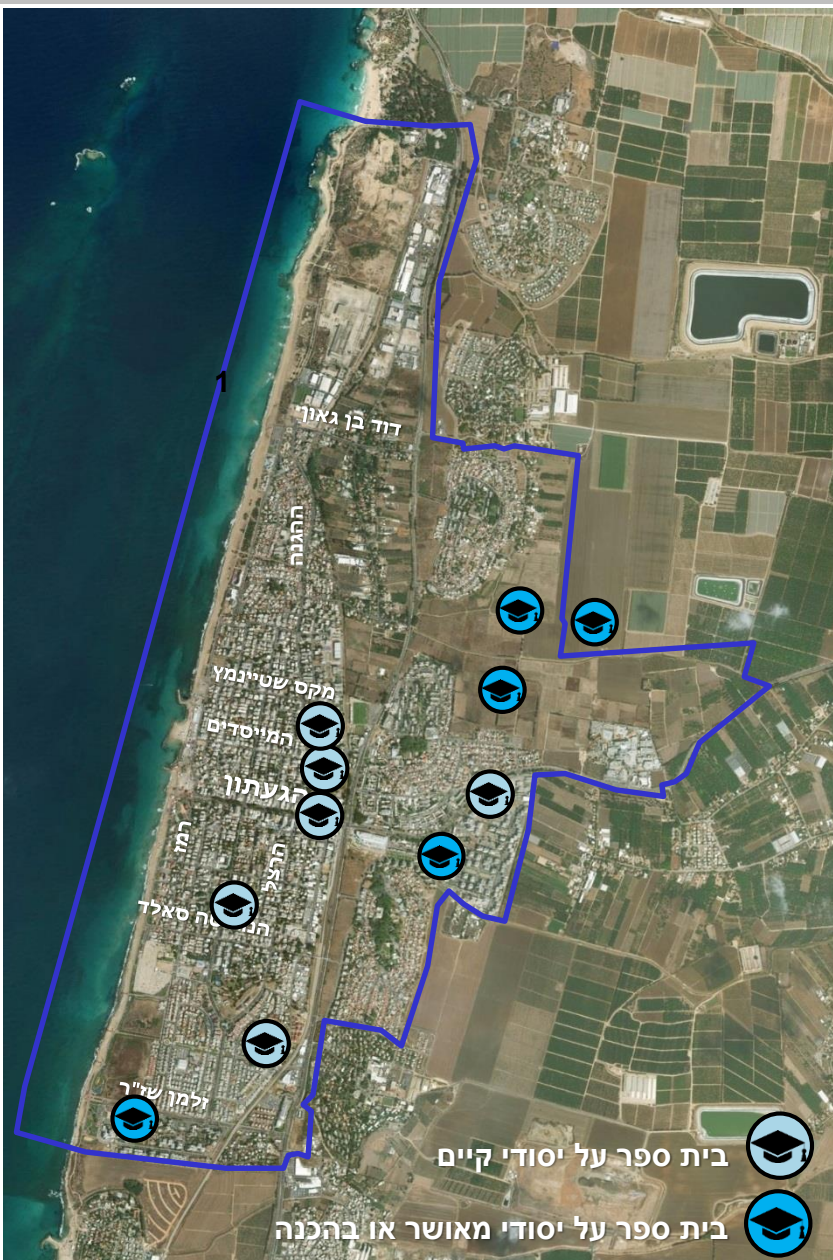 1
דוד בן גאון
ההגנה
מקס שטיינמץ
המייסדים
הגעתון
רמז
הרצל
סאלד
זלמן שז"ר
בית ספר על יסודי קיים
בית ספר על יסודי מאושר או בהכנה